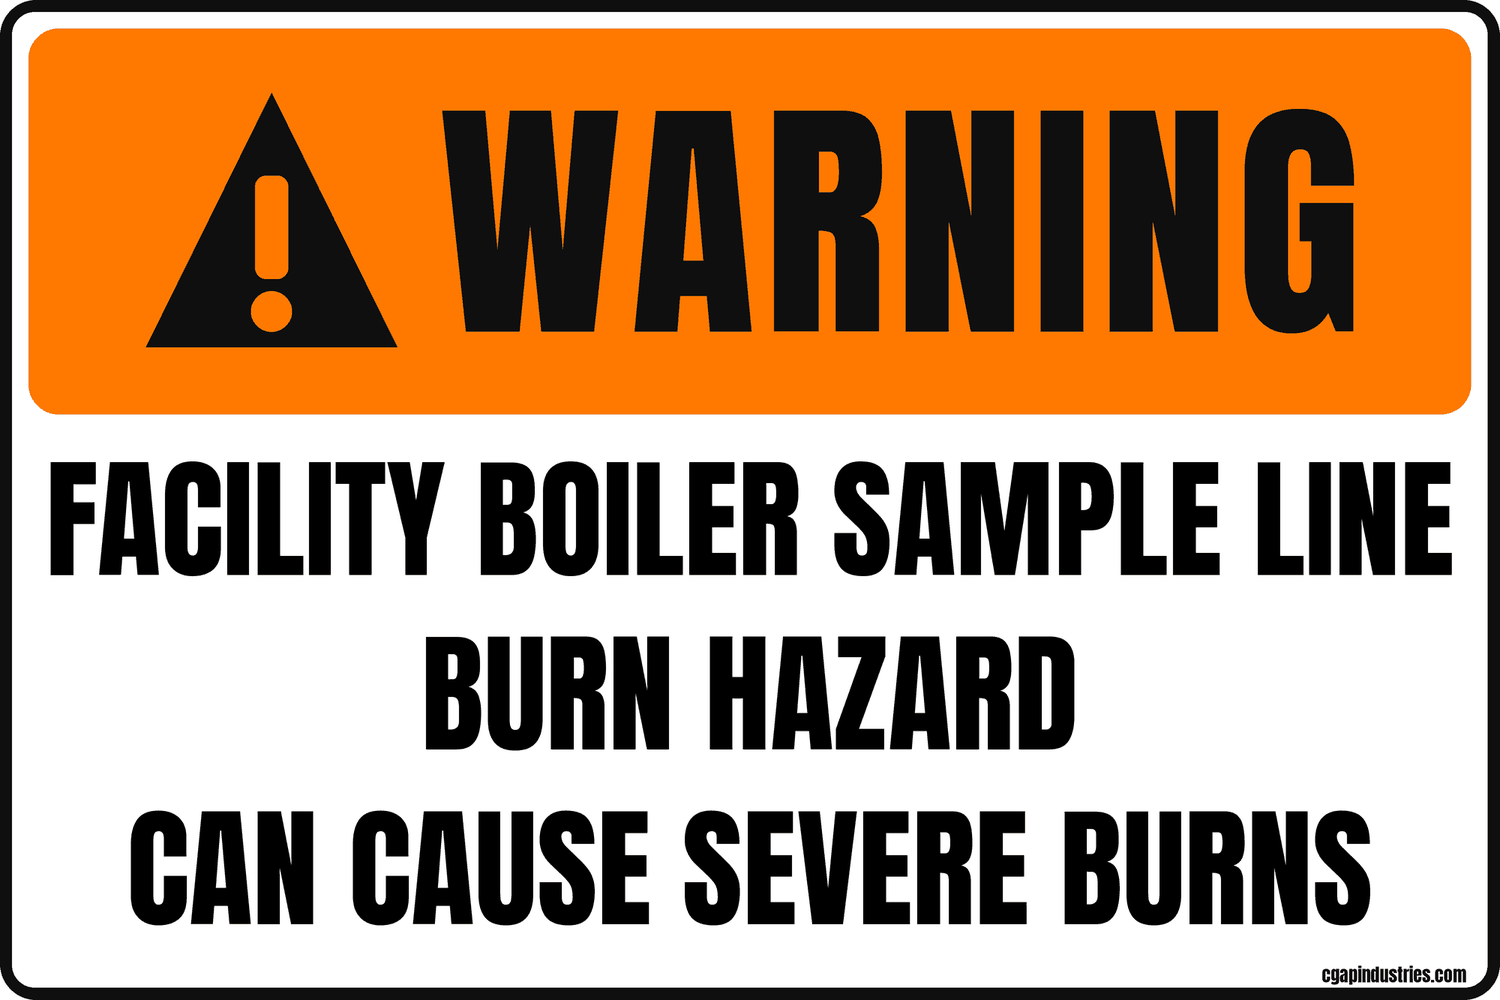 WARNING
FACILITY BOILER SAMPLE LINE
BURN HAZARD
CAN CAUSE SEVERE BURNS
cgapindustries.com